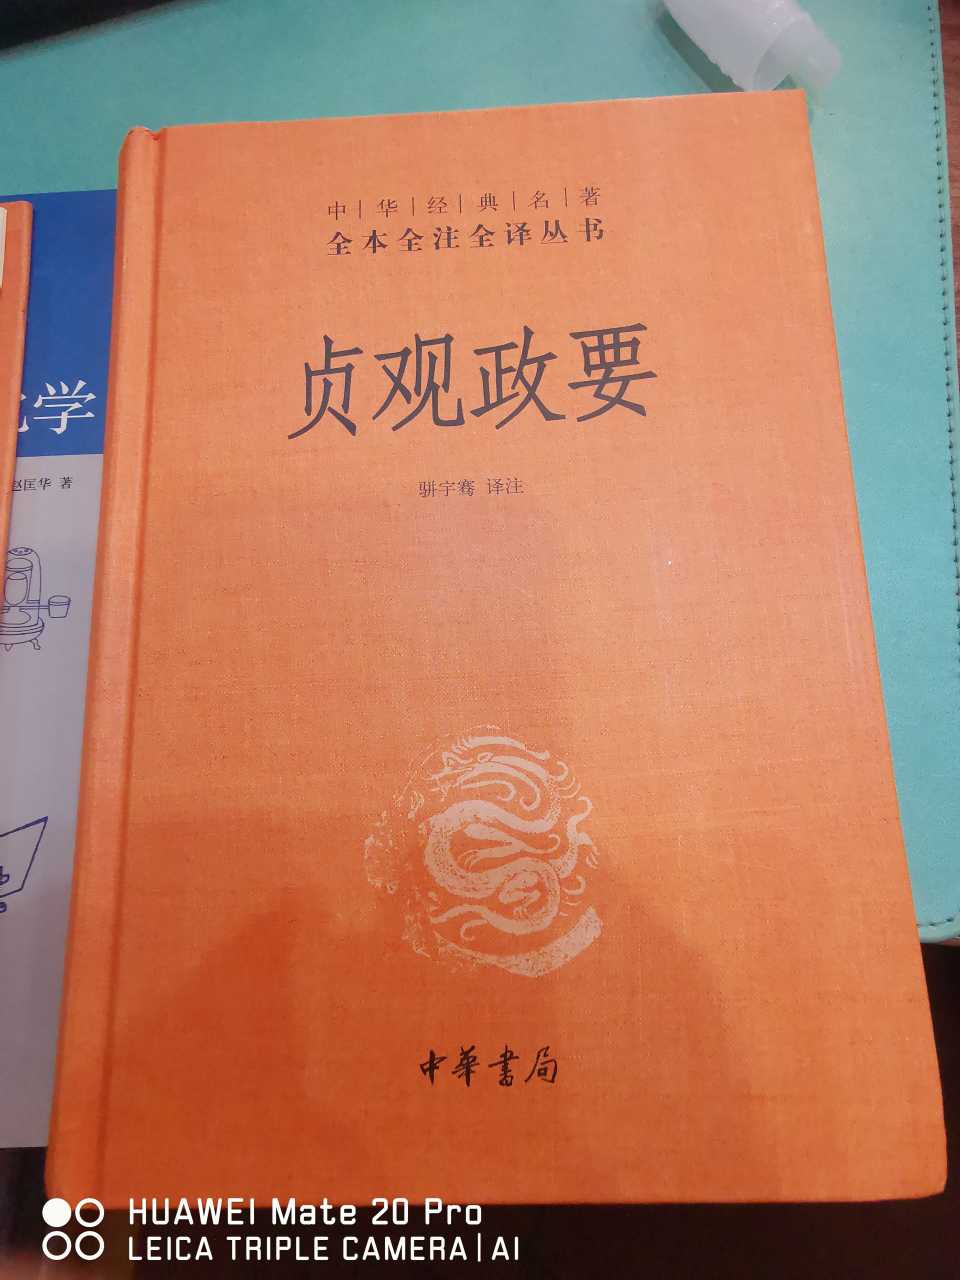 中华经典名著
全本全注全译丛书
贞观政要
骈宇骞 译注
中華書局
学
赵匡华 著
HUAWEI Mate 20 Pro
LEICA TRIPLE CAMERA | AI